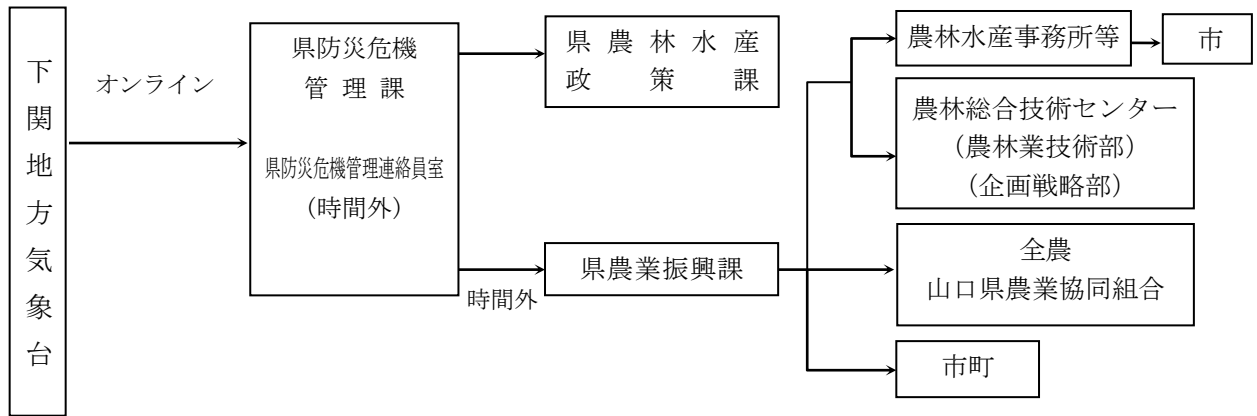 下関地方気象台
オンライン
県防災危機
管理課
県防災危機管理連絡員室
（時間外）
県農林水産
政策課
時間外
県農業振興課
農林水産事務所等
市
農林総合技術センター
（農林業技術部）
（企画戦略部）
全農
山口県農業協同組合
市町